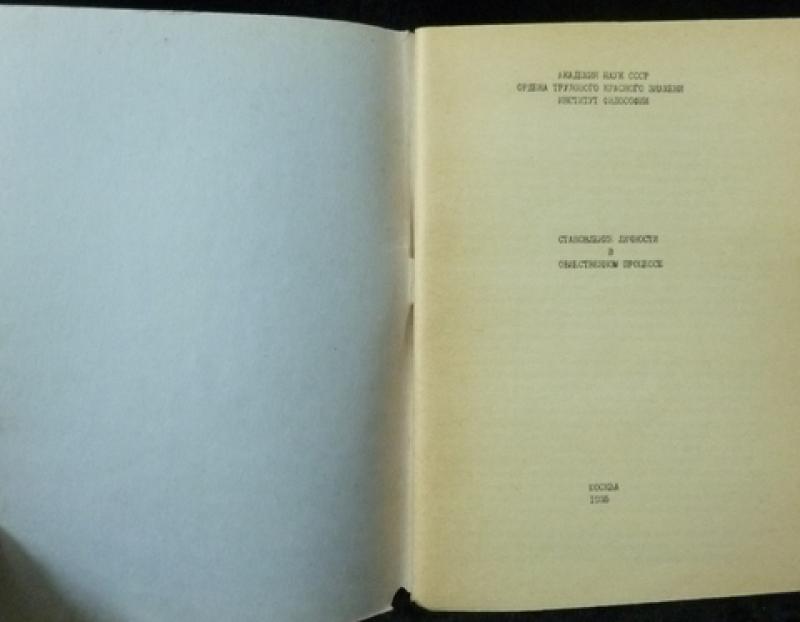 АКАДЕМИЯ НАУК СССР
ОРДЕНА ТРУДОВОГО КРАСНОГО ЗНАМЕНИ
ИНСТИТУТ ФИЛОСОФИИ
СТАНОВЛЕНИЕ ЛИЧНОСТИ
В
ОБЩЕСТВЕННОМ ПРОЦЕССЕ
МОСКВА